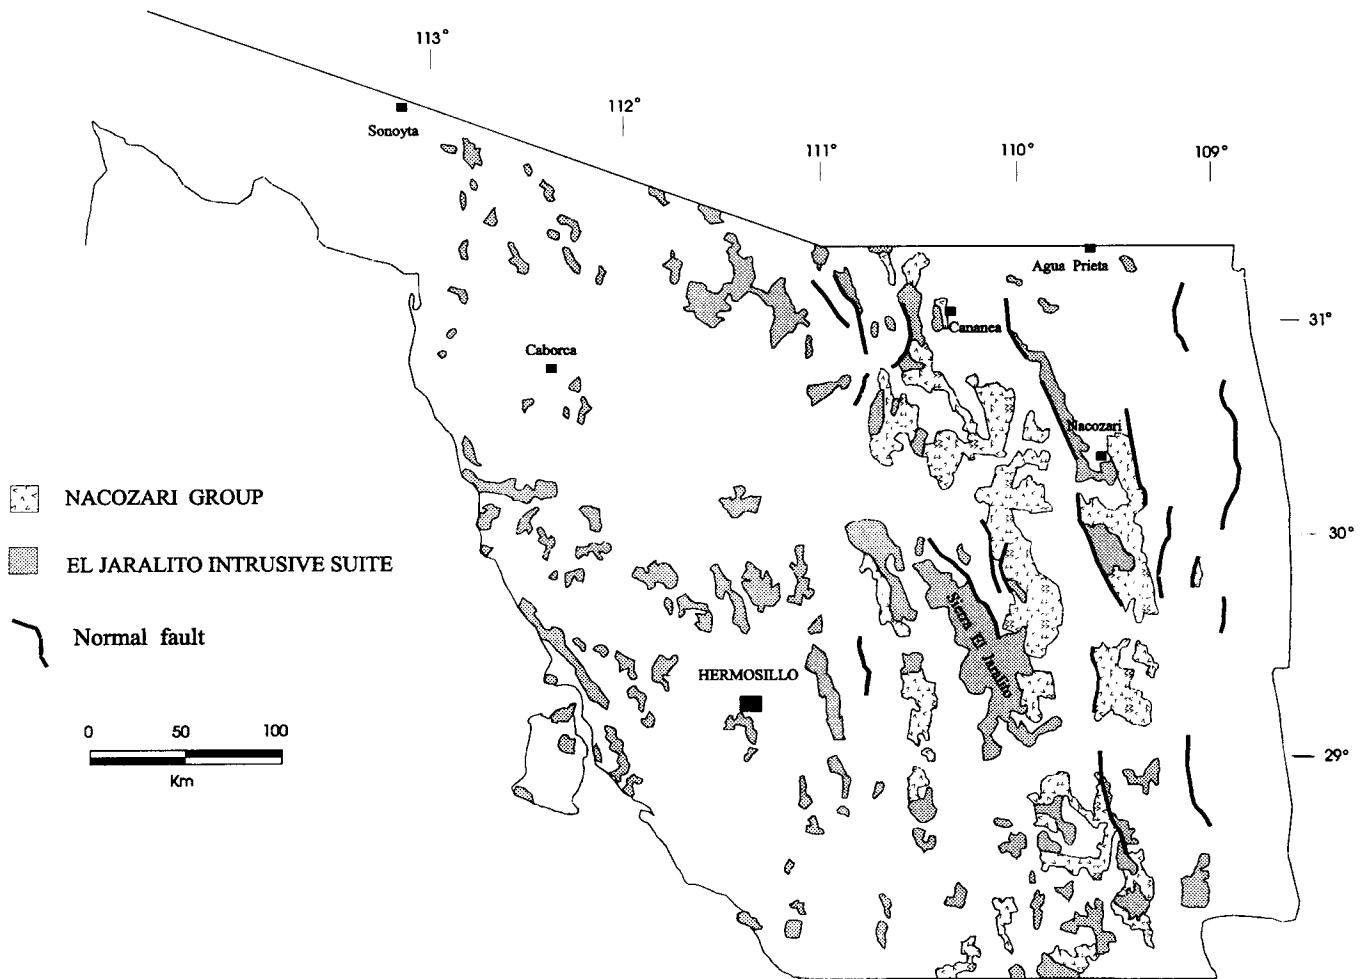 113°
112°
111°
110°
109°
Sonoyta
Agua Prieta
Cananea
31°
Caborca
Nacozari
NACOZARI GROUP
30°
EL JARALITO INTRUSIVE SUITE
Sierra El Jaralito
Normal fault
HERMOSILLO
0 50 100
Km
29°